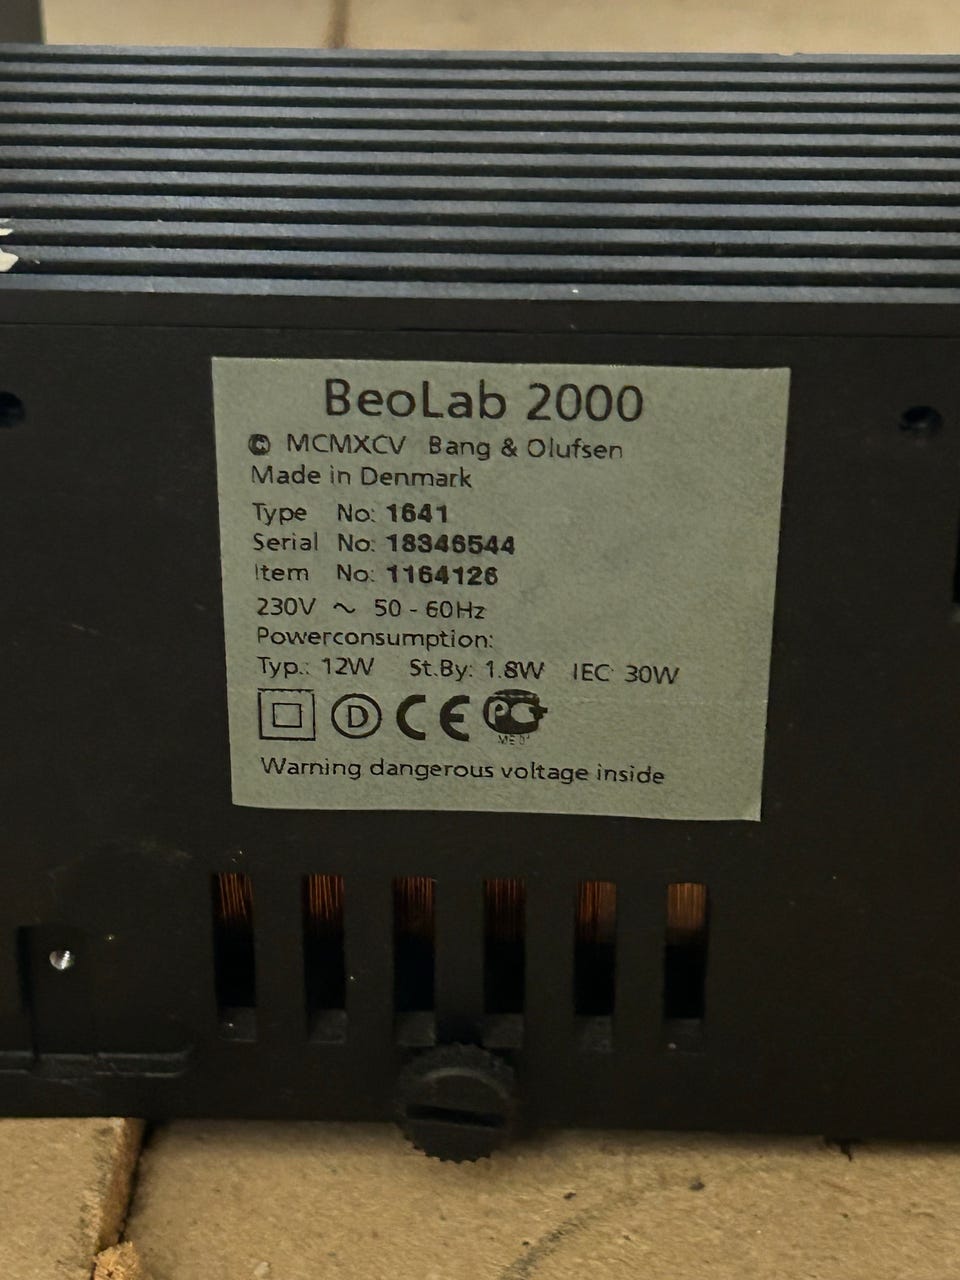 BeoLab 2000
© MCMXCV Bang & Olufsen
Made in Denmark
Type No: 1641
Serial No: 18346544
Item No: 1164126
230V ~ 50 - 60Hz
Powerconsumption:
Typ.: 12W St.By: 1.8W IEC: 30W
D CE
Warning dangerous voltage inside